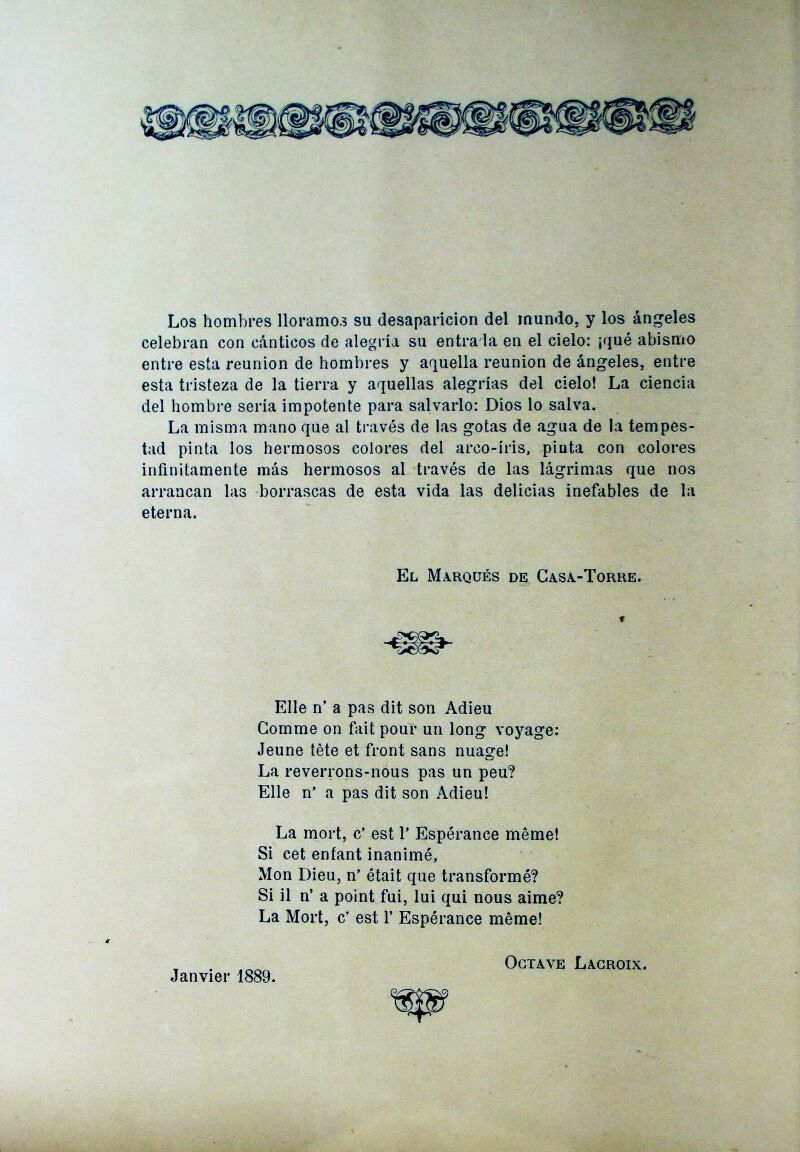 Los hombres lloramos su desaparicion del mundo, y los ángeles
celebran con cánticos de alegría su entrada en el cielo: ¡qué abismo
entre esta reunion de hombres y aquella reunion de ángeles, entre
esta tristeza de la tierra y aquellas alegrías del cielo! La ciencia
del hombre sería impotente para salvarlo: Dios lo salva.
La misma mano que al través de las gotas de agua de la tempes-
tad pinta los hermosos colores del arco-íris, pinta con colores
infinitamente más hermosos al través de las lágrimas que nos
arrancan las borrascas de esta vida las delicias inefables de la
eterna.
El Marqués de Casa-Torre.
Elle n' a pas dit son Adieu
Comme on fait pour un long voyage:
Jeune tête et front sans nuage!
La reverrons-nous pas un peu?
Elle n' a pas dit son Adieu!
La mort, c' est l' Espérance même!
Si cet enfant inanimé,
Mon Dieu, n' était que transformé?
Si il n' a point fui, lui qui nous aime?
La Mort, c' est l' Espérance même!
Octave Lacroix.
Janvier 1889.